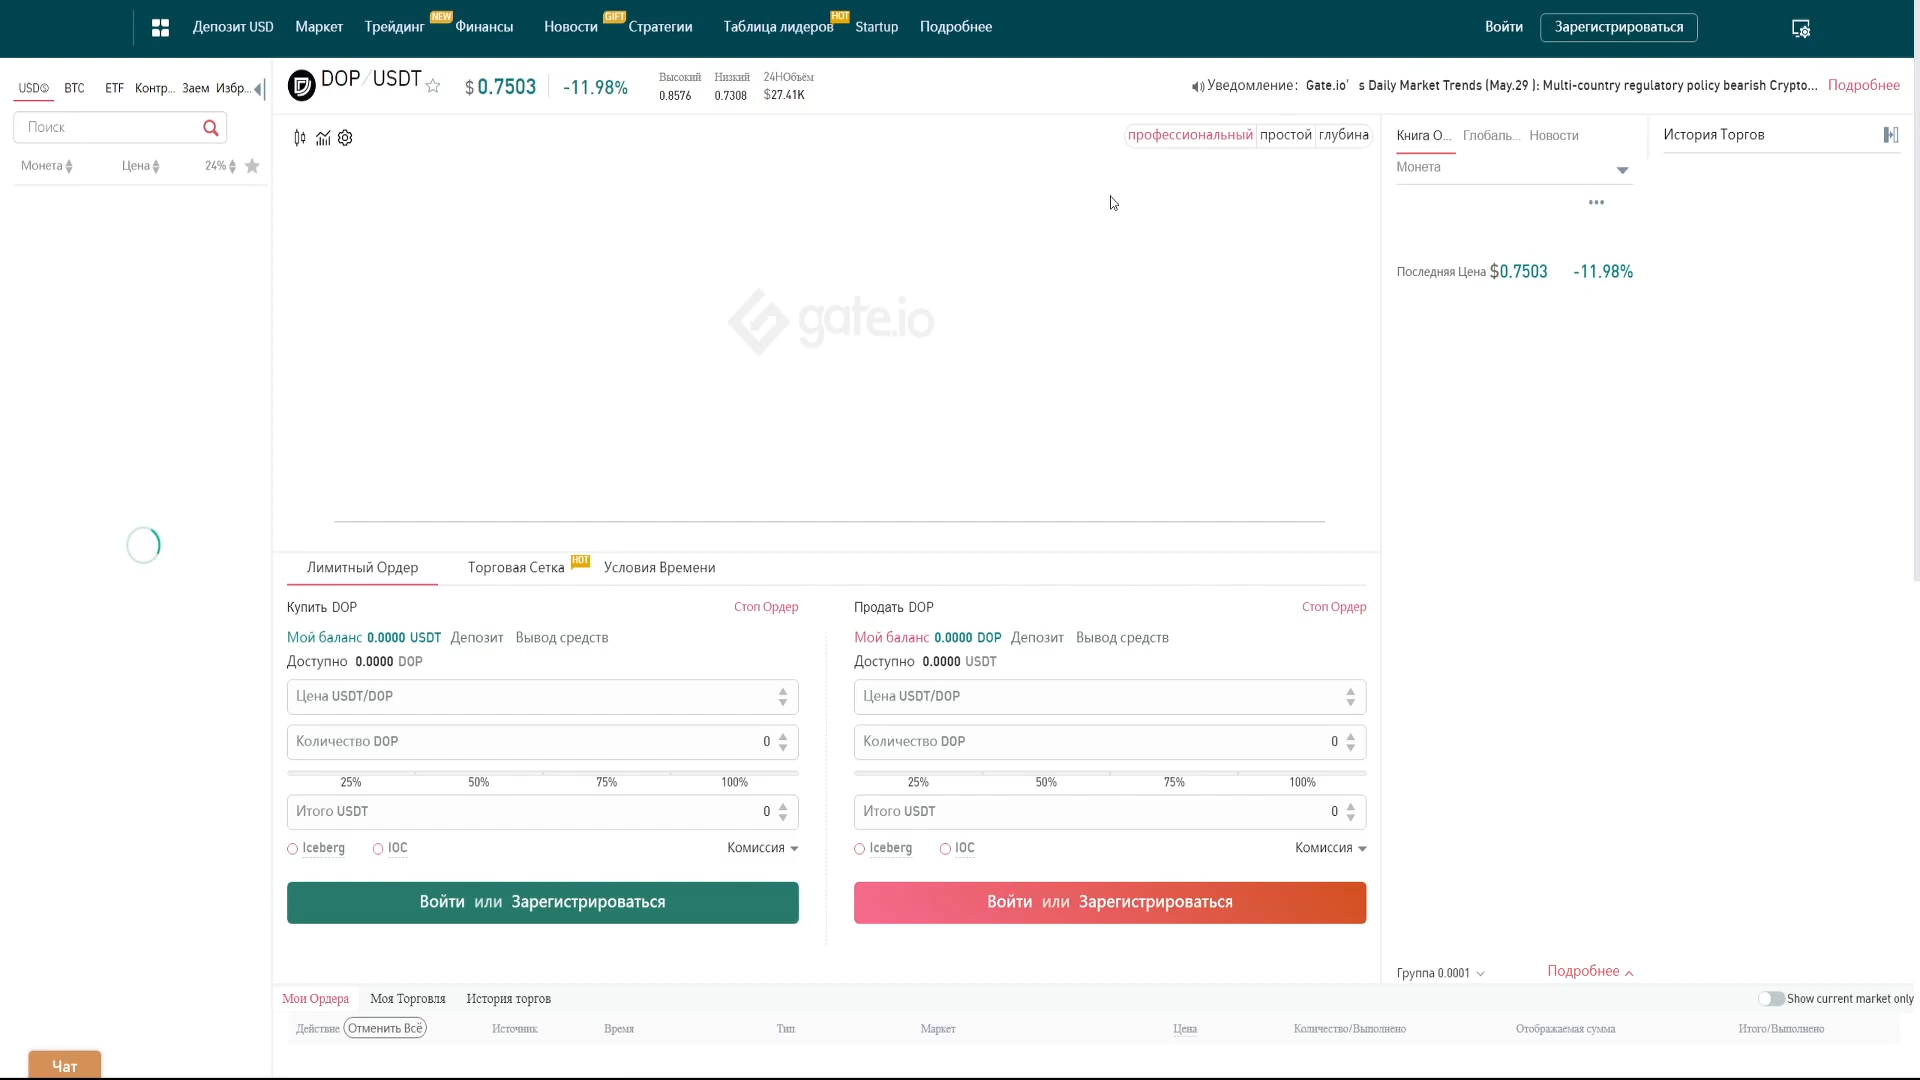 Депозит USD Маркет Трейдинг NEW Финансы Новости GIFT Стратегии Таблица лидеров HOT Startup Подробнее Войти Зарегистрироваться
USDⓈ BTC ETF Контр... Заем Избр...
Поиск
Монета Цена 24%
DOP/USDT $0.7503 -11.98%
Высокий Низкий 24HОбъём
0.8576 0.7308 $27.41K
Уведомление: Gate.io’s Daily Market Trends (May.29 ): Multi-country regulatory policy bearish Crypto... Подробнее
профессиональный простой глубина
gate.io
Книга О... Глобаль... Новости
Монета
•••
Последняя Цена $0.7503 -11.98%
История Торгов
Лимитный Ордер Торговая Сетка HOT Условия Времени
Купить DOP Стоп Ордер
Мой баланс 0.0000 USDT Депозит Вывод средств
Доступно 0.0000 DOP
Цена USDT/DOP
Количество DOP 0
25% 50% 75% 100%
Итого USDT 0
Iceberg IOC Комиссия
Войти или Зарегистрироваться
Продать DOP Стоп Ордер
Мой баланс 0.0000 DOP Депозит Вывод средств
Доступно 0.0000 USDT
Цена USDT/DOP
Количество DOP 0
25% 50% 75% 100%
Итого USDT 0
Iceberg IOC Комиссия
Войти или Зарегистрироваться
Группа 0.0001 Подробнее
Мои Ордера Моя Торговля История торгов Show current market only
Действие Отменить Всё Источник Время Тип Маркет Цена Количество/Выполнено Отображаемая сумма Итого/Выполнено
Чат